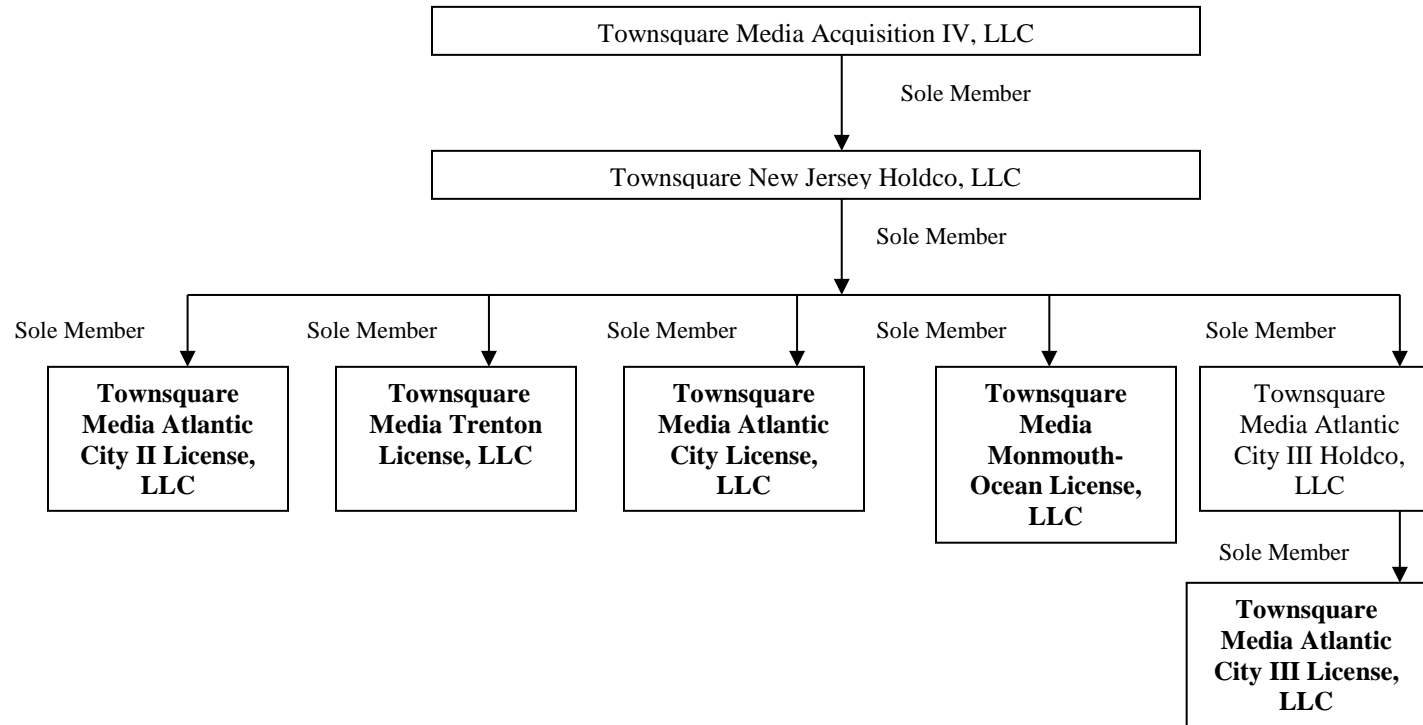 Townsquare Media Acquisition IV, LLC
Sole Member
Townsquare New Jersey Holdco, LLC
Sole Member
Sole Member
Sole Member
Sole Member
Sole Member
Sole Member
Townsquare
Media Atlantic
City II License,
LLC
Townsquare
Media Trenton
License, LLC
Townsquare
Media Atlantic
City License,
LLC
Townsquare
Media
Monmouth-
Ocean License,
LLC
Townsquare
Media Atlantic
City III Holdco,
LLC
Sole Member
Townsquare
Media Atlantic
City III License,
LLC